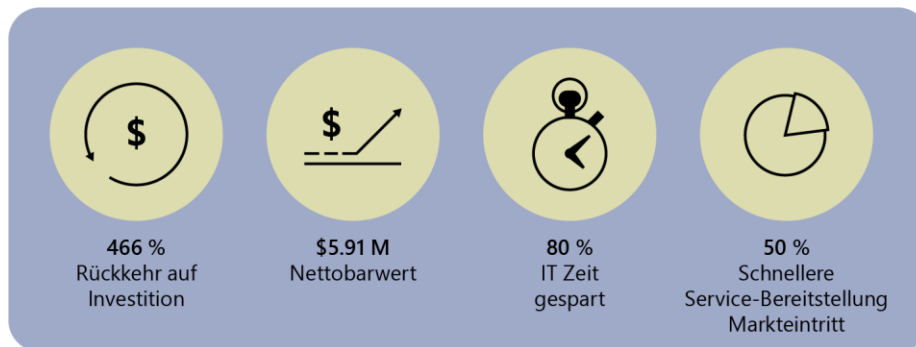 $
$
466 %
Rückkehr auf
Investition
$5.91 M
Nettobarwert
80 %
IT Zeit
gespart
50 %
Schnellere
Service-Bereitstellung
Markteintritt